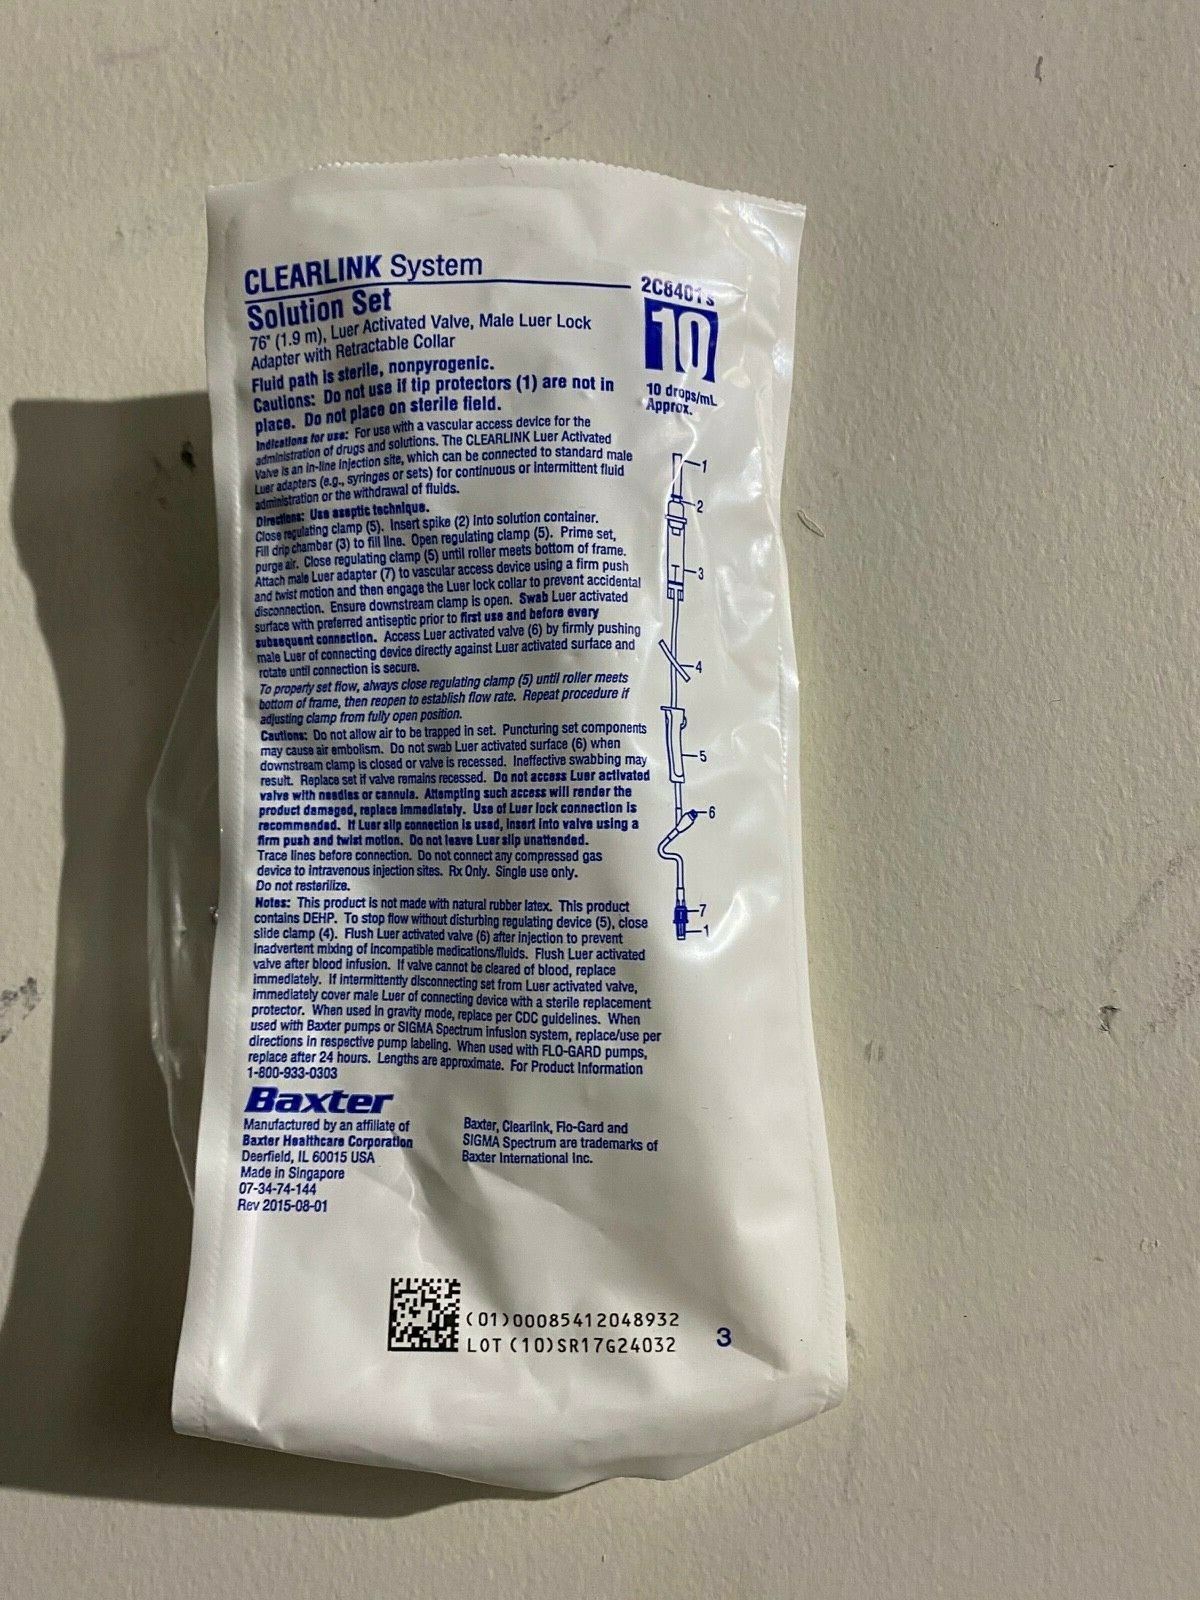 CLEARLINK System
2C8401s
Solution Set
10
76" (1.9 m), Luer Activated Valve, Male Luer Lock
Adapter with Retractable Collar
10 drops/mL
Approx.
Fluid path is sterile, nonpyrogenic.
Cautions: Do not use if tip protectors (1) are not in
place. Do not place on sterile field.
Indications for use: For use with a vascular access device for the
administration of drugs and solutions. The CLEARLINK Luer Activated
Valve is an in-line injection site, which can be connected to standard male
Luer adapters (e.g., syringes or sets) for continuous or intermittent fluid
administration or the withdrawal of fluids.
Directions: Use aseptic technique.
Close regulating clamp (5). Insert spike (2) into solution container.
Fill drip chamber (3) to fill line. Open regulating clamp (5). Prime set,
purge air. Close regulating clamp (5) until roller meets bottom of frame.
Attach male Luer adapter (7) to vascular access device using a firm push
and twist motion and then engage the Luer lock collar to prevent accidental
disconnection. Ensure downstream clamp is open. Swab Luer activated
surface with preferred antiseptic prior to first use and before every
subsequent connection. Access Luer activated valve (6) by firmly pushing
male Luer of connecting device directly against Luer activated surface and
rotate until connection is secure.
To properly set flow, always close regulating clamp (5) until roller meets
bottom of frame, then reopen to establish flow rate. Repeat procedure if
adjusting clamp from fully open position.
Cautions: Do not allow air to be trapped in set. Puncturing set components
may cause air embolism. Do not swab Luer activated surface (6) when
downstream clamp is closed or valve is recessed. Ineffective swabbing may
result. Replace set if valve remains recessed. Do not access Luer activated
valve with needles or cannula. Attempting such access will render the
product damaged, replace immediately. Use of Luer lock connection is
recommended. If Luer slip connection is used, insert into valve using a
firm push and twist motion. Do not leave Luer slip unattended.
Trace lines before connection. Do not connect any compressed gas
device to intravenous injection sites. Rx Only. Single use only.
Do not resterilize.
Notes: This product is not made with natural rubber latex. This product
contains DEHP. To stop flow without disturbing regulating device (5), close
slide clamp (4). Flush Luer activated valve (6) after injection to prevent
inadvertent mixing of incompatible medications/fluids. Flush Luer activated
valve after blood infusion. If valve cannot be cleared of blood, replace
immediately. If intermittently disconnecting set from Luer activated valve,
immediately cover male Luer of connecting device with a sterile replacement
protector. When used in gravity mode, replace per CDC guidelines. When
used with Baxter pumps or SIGMA Spectrum infusion system, replace/use per
directions in respective pump labeling. When used with FLO-GARD pumps,
replace after 24 hours. Lengths are approximate. For Product Information
1-800-933-0303
1
2
3
4
5
6
7
1
Baxter
Manufactured by an affiliate of
Baxter Healthcare Corporation
Deerfield, IL 60015 USA
Made in Singapore
07-34-74-144
Rev 2015-08-01
Baxter, Clearlink, Flo-Gard and
SIGMA Spectrum are trademarks of
Baxter International Inc.
(01)00085412048932
LOT (10)SR17G24032
3